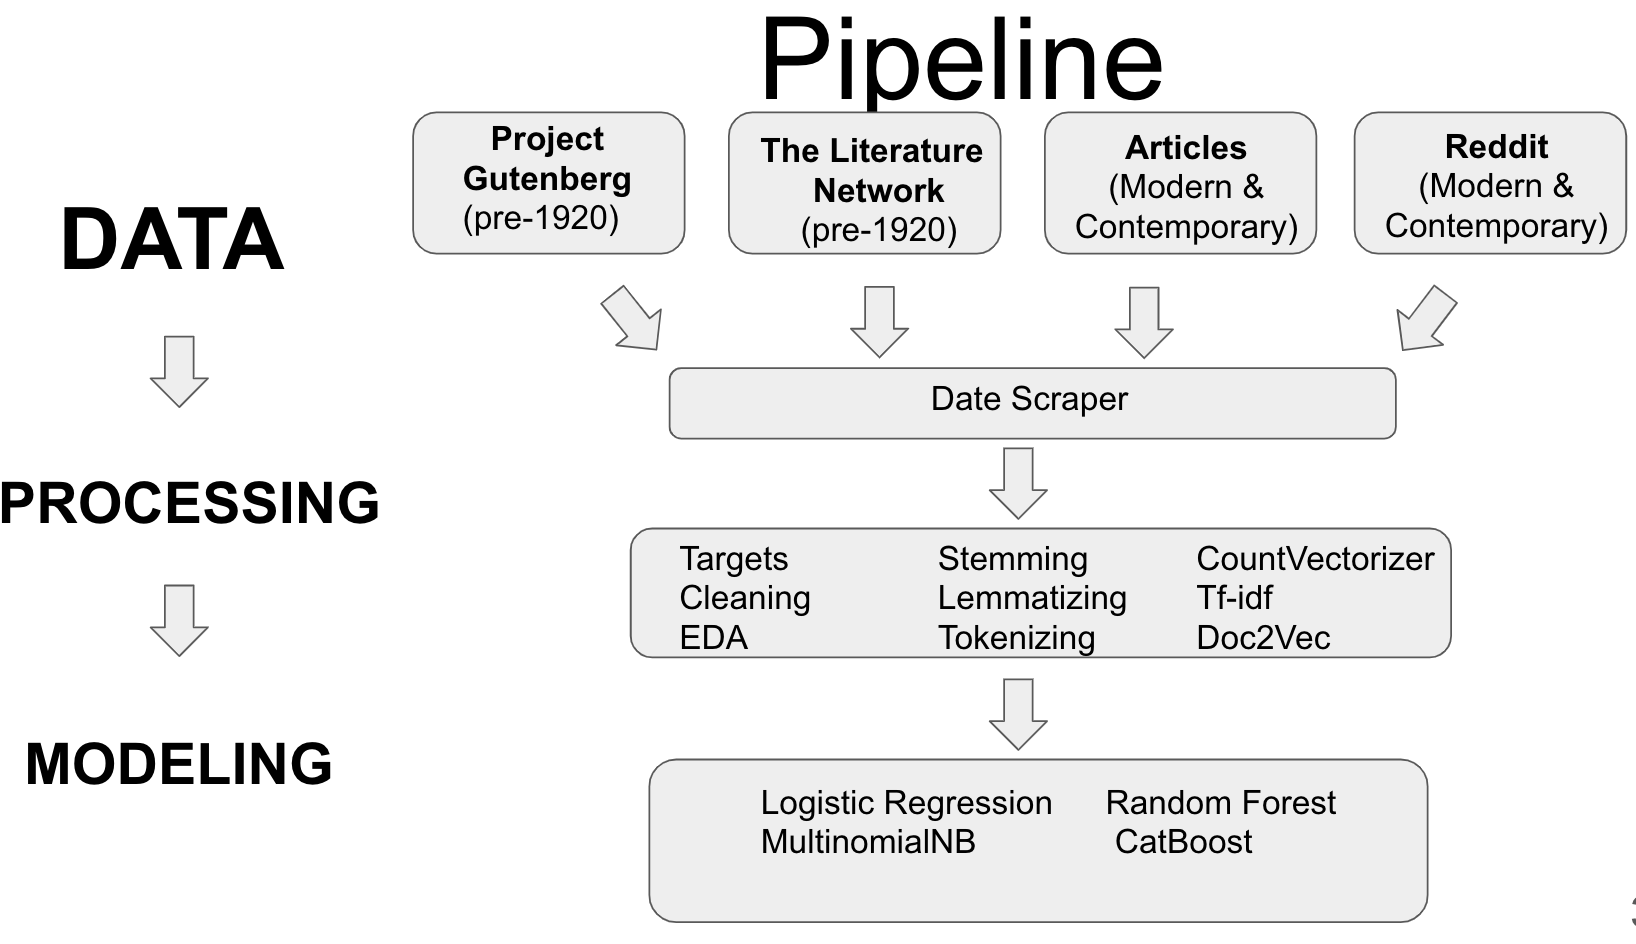 Pipeline
Project
Gutenberg
(pre-1920)
The Literature
Network
(pre-1920)
Articles
(Modern &
Contemporary)
Reddit
(Modern &
Contemporary)
DATA
Date Scraper
PROCESSING
Targets
Cleaning
EDA
Stemming
Lemmatizing
Tokenizing
CountVectorizer
Tf-idf
Doc2Vec
MODELING
Logistic Regression
MultinomialNB
Random Forest
CatBoost